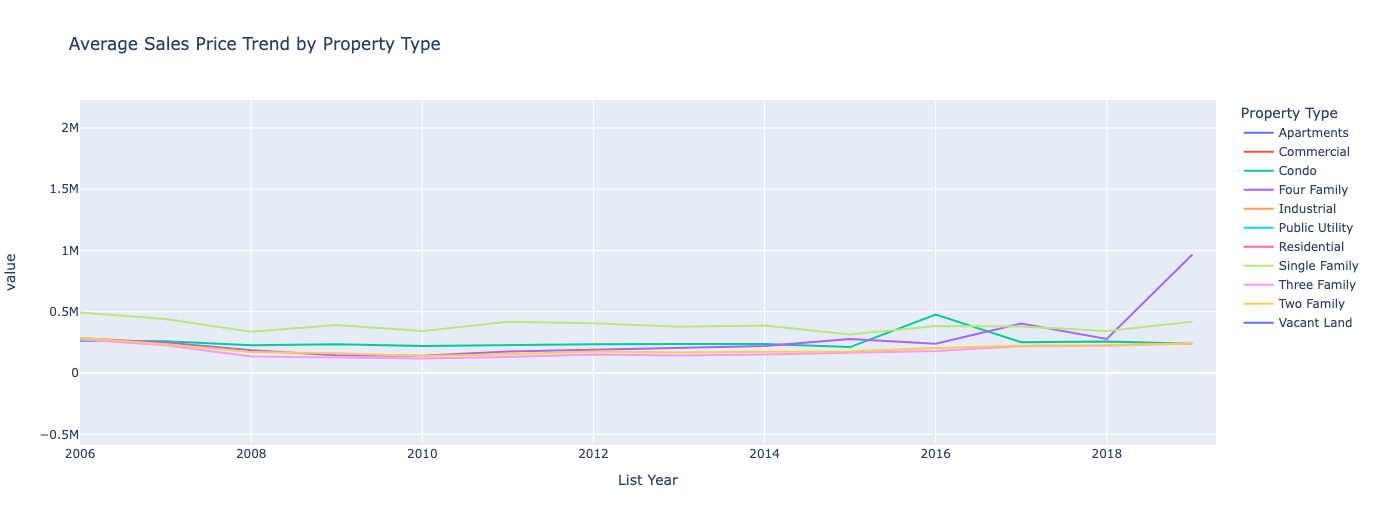 Average Sales Price Trend by Property Type
value
2M
1.5M
1M
0.5M
0
−0.5M
2006 2008 2010 2012 2014 2016 2018
List Year
Property Type
Apartments
Commercial
Condo
Four Family
Industrial
Public Utility
Residential
Single Family
Three Family
Two Family
Vacant Land